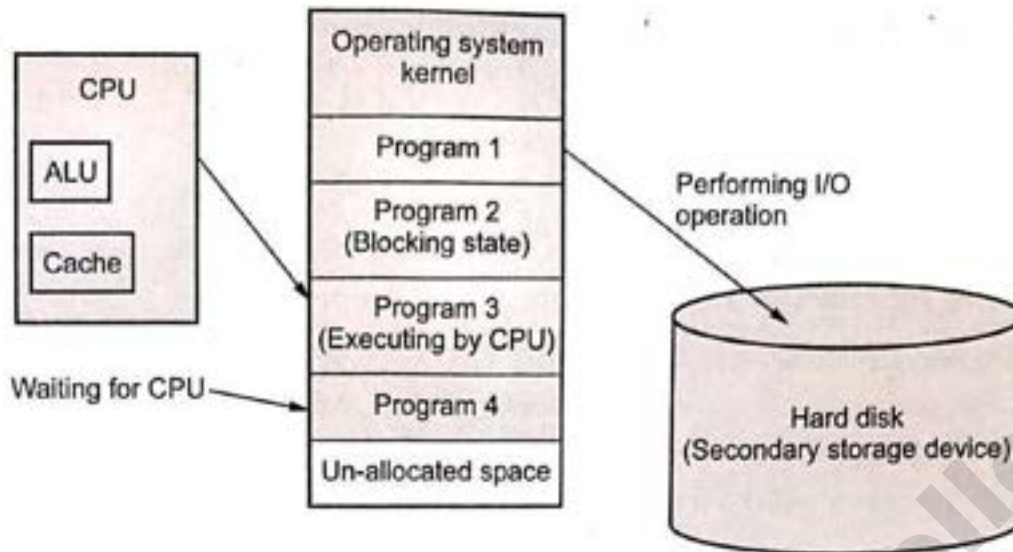 CPU
ALU
Cache
Waiting for CPU
Operating system
kernel
Program 1
Program 2
(Blocking state)
Program 3
(Executing by CPU)
Program 4
Un-allocated space
Performing I/O
operation
Hard disk
(Secondary storage device)